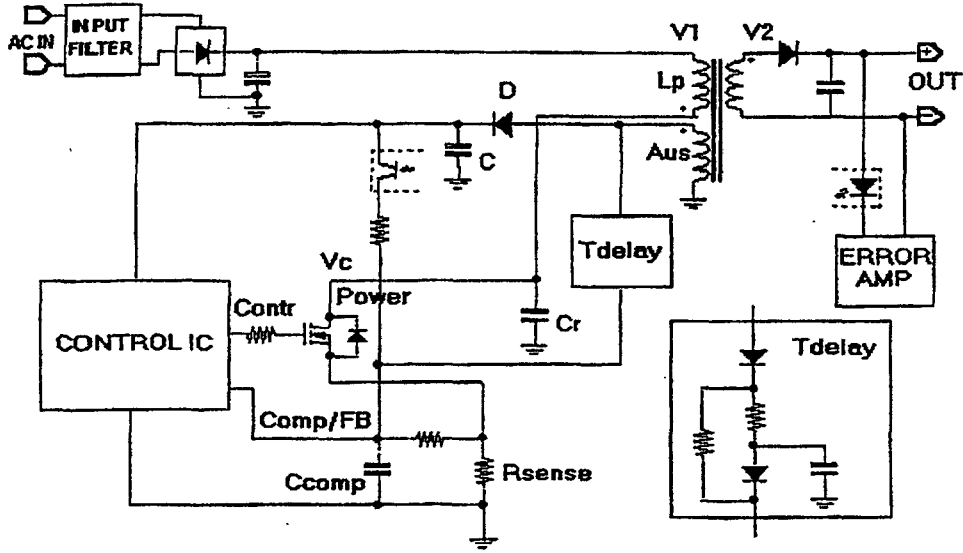 AC IN
INPUT
FILTER
V1
V2
Lp
Aus
D
C
+
OUT
-
Tdelay
ERROR
AMP
Vc
Power
Contr
CONTROL IC
Cr
Comp/FB
Ccomp
Rsense
Tdelay